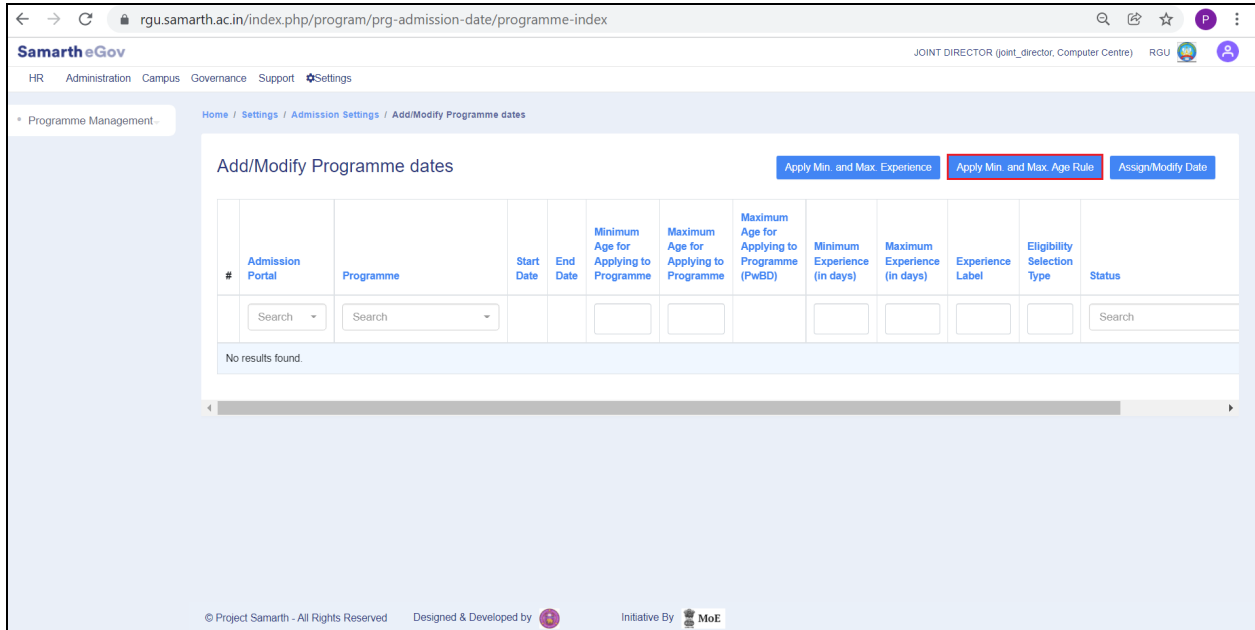 rgu.samarth.ac.in/index.php/program/prg-admission-date/programme-index
P
Samarth eGov
JOINT DIRECTOR (joint_director, Computer Centre) RGU
HR Administration Campus Governance Support Settings
Programme Management
Home / Settings / Admission Settings / Add/Modify Programme dates
Add/Modify Programme dates
Apply Min. and Max. Experience
Apply Min. and Max. Age Rule
Assign/Modify Date
#
Admission
Portal
Programme
Start
Date
End
Date
Minimum
Age for
Applying to
Programme
Maximum
Age for
Applying to
Programme
Maximum
Age for
Applying to
Programme
(PwBD)
Minimum
Experience
(in days)
Maximum
Experience
(in days)
Experience
Label
Eligibility
Selection
Type
Status
Search
Search
Search
No results found.
© Project Samarth - All Rights Reserved Designed & Developed by Initiative By MoE